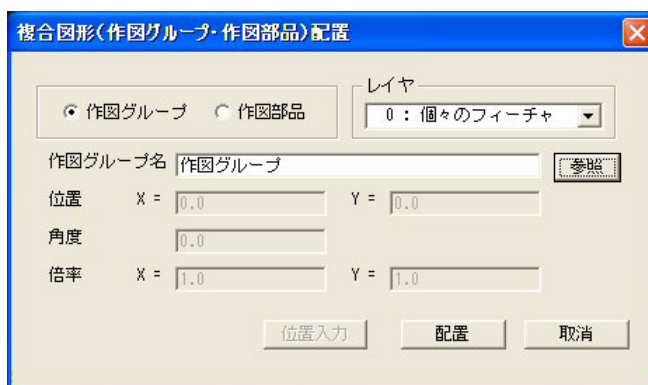 複合図形(作図グループ・作図部品)配置
レイヤ
作図グループ 作図部品 0 : 個々のフィーチャ
作図グループ名 作図グループ 参照
位置 X = 0.0 Y = 0.0
角度 0.0
倍率 X = 1.0 Y = 1.0
位置入力 配置 取消